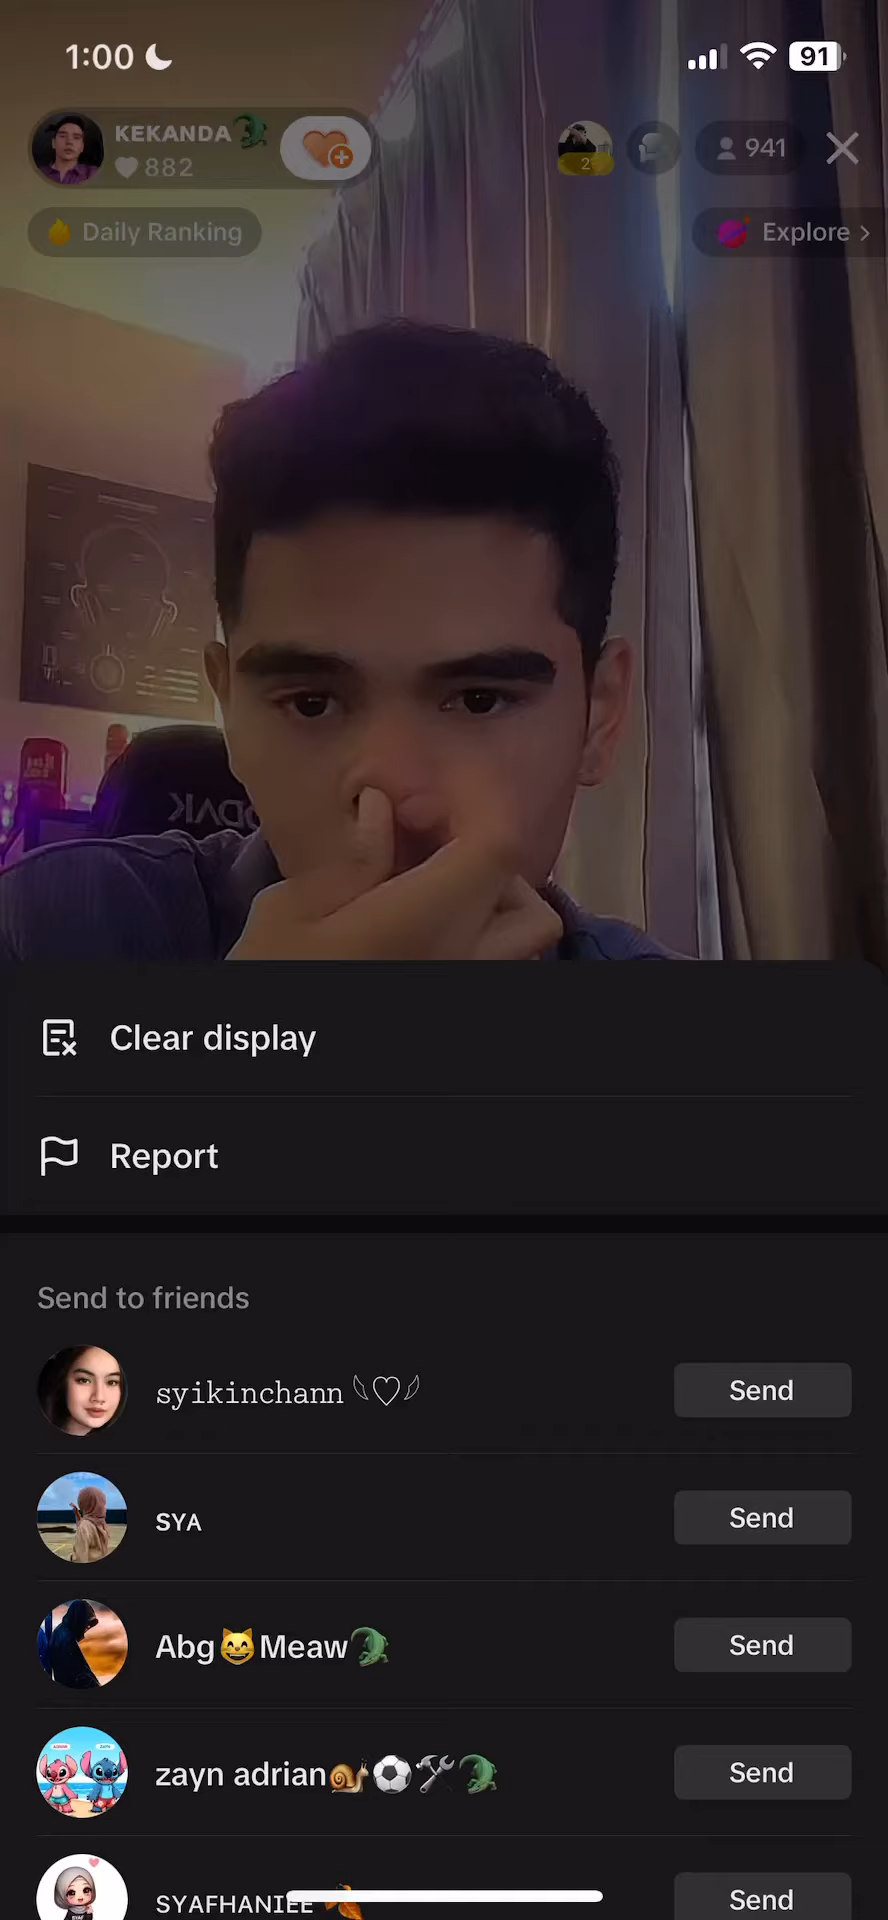 1:00
91
KEKANDA🐊
882
2
941
Daily Ranking
Explore >
Clear display
Report
Send to friends
syikinchann
Send
SYA
Send
Abg😸Meaw🐊
Send
zayn adrian🐌⚽🛠🐊
Send
SYAFHANIEE 🍂
Send